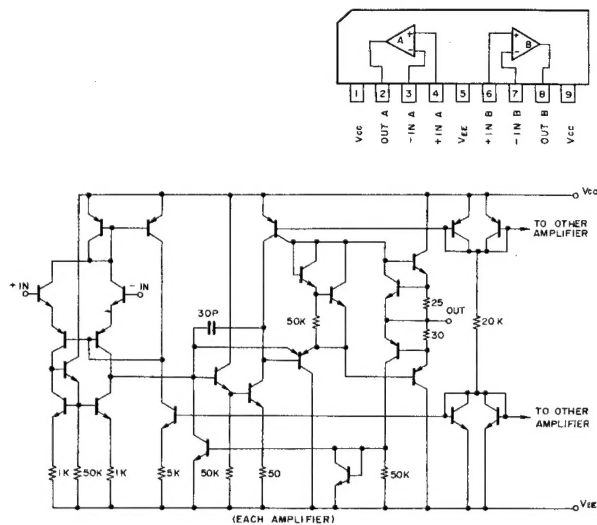 A + -
+ - B
1 2 3 4 5 6 7 8 9
VCC
OUT A
-IN A
+IN A
VEE
+IN B
-IN B
OUT B
VCC
VCC
TO OTHER
AMPLIFIER
+ IN
- IN
30P
50K
25
OUT
30
20 K
TO OTHER
AMPLIFIER
1K
50K
1K
5K
50K
50
50K
VEE
(EACH AMPLIFIER)